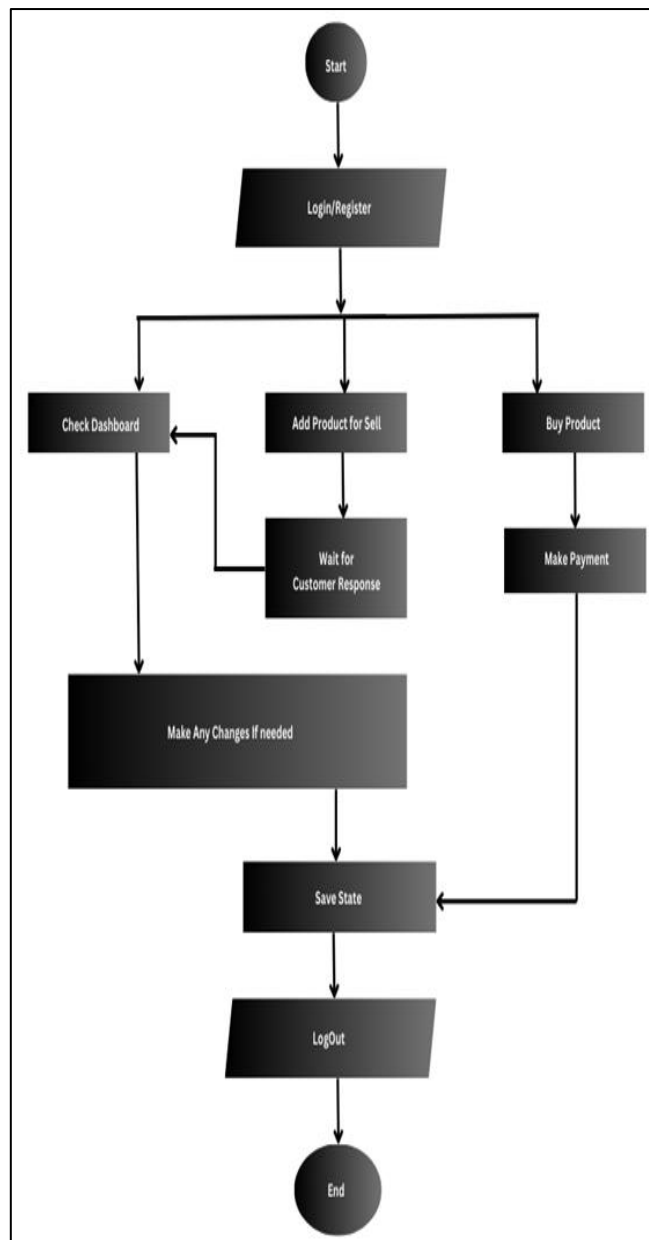 Start
Login/Register
Check Dashboard
Add Product for Sell
Buy Product
Wait for
Customer Response
Make Payment
Make Any Changes If needed
Save State
LogOut
End